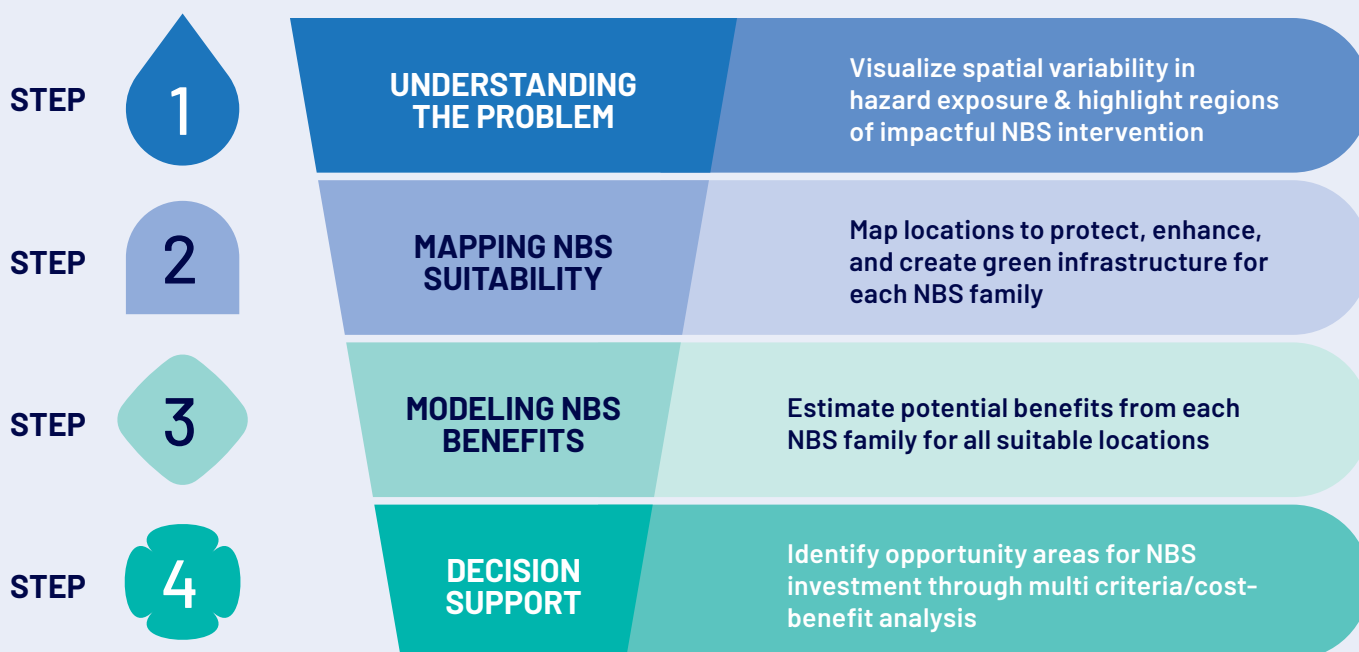 STEP
1
UNDERSTANDING
THE PROBLEM
Visualize spatial variability in
hazard exposure & highlight regions
of impactful NBS intervention
STEP
2
MAPPING NBS
SUITABILITY
Map locations to protect, enhance,
and create green infrastructure for
each NBS family
STEP
3
MODELING NBS
BENEFITS
Estimate potential benefits from each
NBS family for all suitable locations
STEP
4
DECISION
SUPPORT
Identify opportunity areas for NBS
investment through multi criteria/cost-
benefit analysis